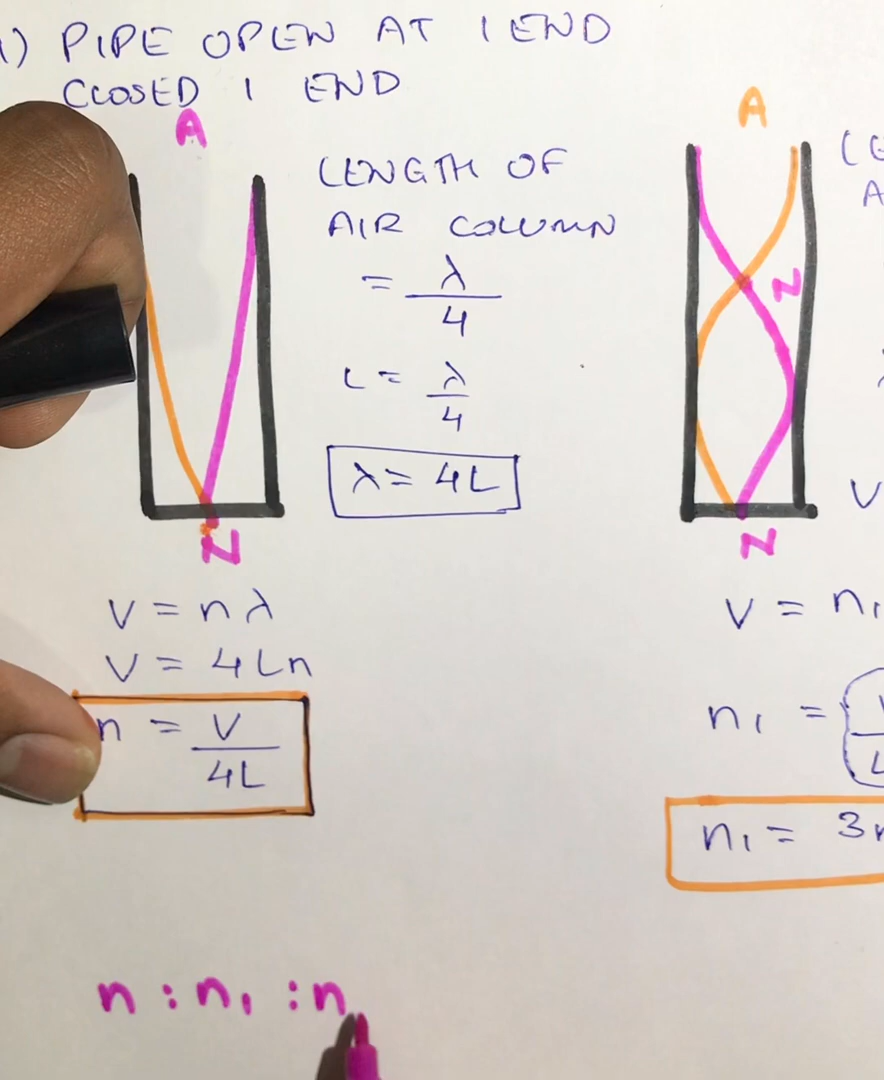 1) PIPE OPEN AT 1 END
CLOSED 1 END
A
LENGTH OF
AIR COLUMN
= λ/4
L = λ/4
λ = 4L
N
V = nλ
V = 4Ln
n = V/4L
A
N
N
V = n₁
n₁ =
n₁ = 3
n : n₁ : n